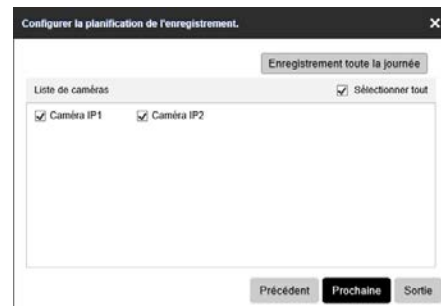 Configurer la planification de l'enregistrement.
Enregistrement toute la journée
Liste de caméras Sélectionner tout
Caméra IP1 Caméra IP2
Précédent Prochaine Sortie